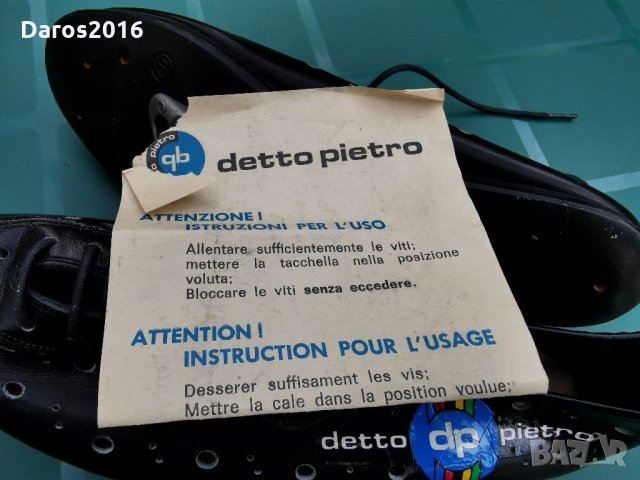 Daros2016
pietro
detto pietro
ATTENZIONE!
ISTRUZIONI PER L'USO
Allentare sufficientemente le viti;
mettere la tacchella nella posizione
voluta;
Bloccare le viti senza eccedere.
ATTENTION!
INSTRUCTION POUR L'USAGE
Desserer suffisament les vis;
Mettre la cale dans la position voulue;
detto dp pietro
BAZAR